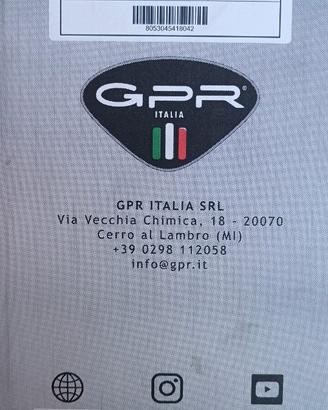 8053045418042
GPR®
ITALIA
GPR ITALIA SRL
Via Vecchia Chimica, 18 - 20070
Cerro al Lambro (MI)
+39 0298 112058
info@gpr.it